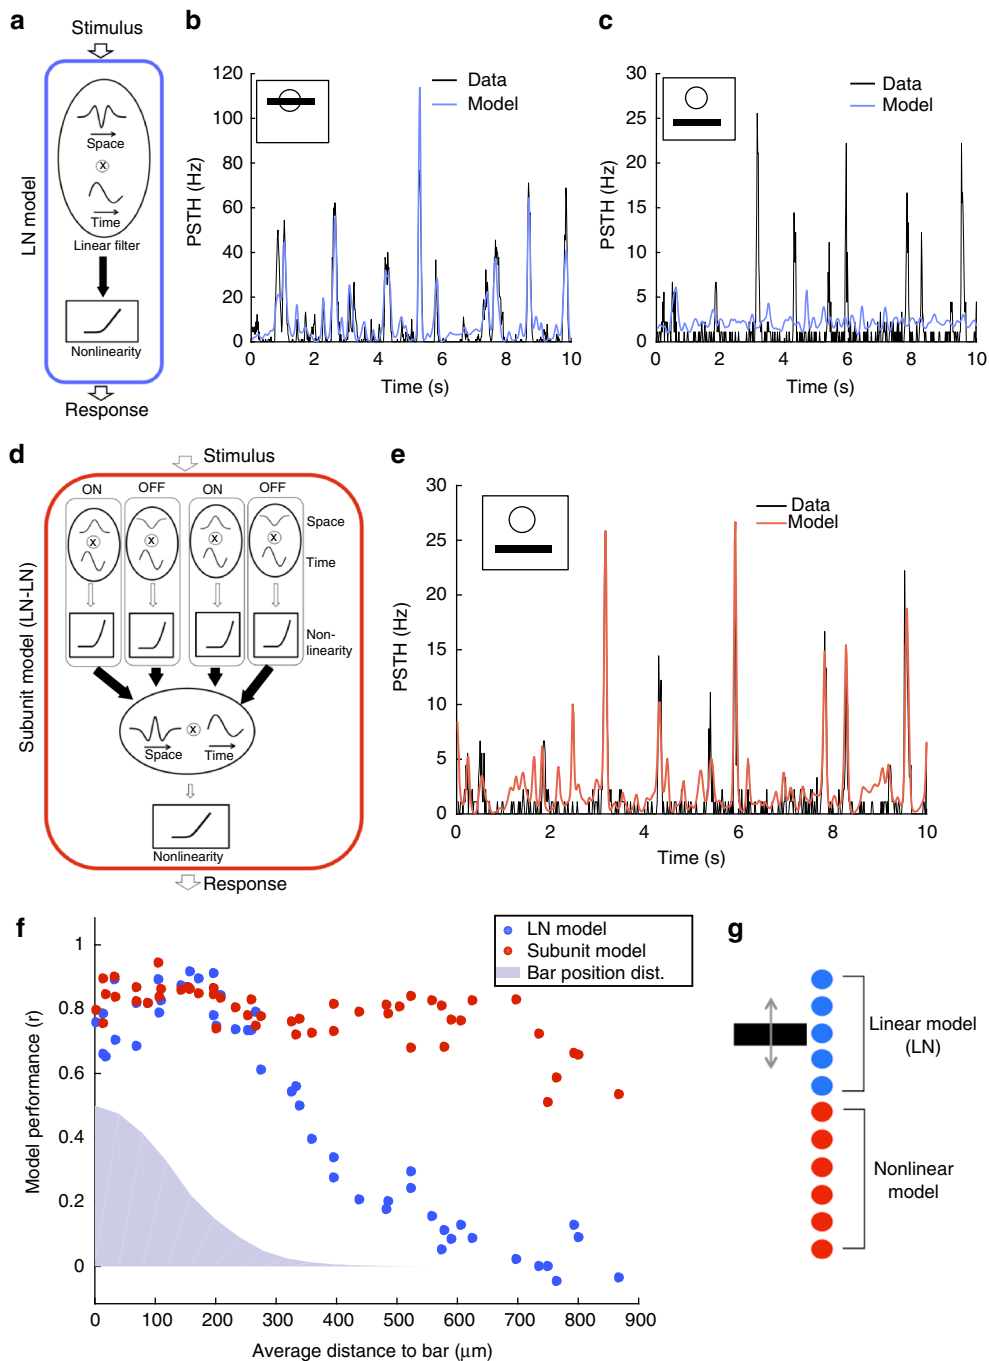 a
Stimulus
LN model
Space
x
Time
Linear filter
Nonlinearity
Response
b
Data
Model
PSTH (Hz)
120
100
80
60
40
20
0
0 2 4 6 8 10
Time (s)
c
Data
Model
PSTH (Hz)
30
25
20
15
10
5
0
0 2 4 6 8 10
Time (s)
d
Stimulus
Subunit model (LN-LN)
ON OFF ON OFF
Space
x x x x
Time
Non-
linearity
x
Space Time
Nonlinearity
Response
e
Data
Model
PSTH (Hz)
30
25
20
15
10
5
0
0 2 4 6 8 10
Time (s)
f
LN model
Subunit model
Bar position dist.
Model performance (r)
1
0.8
0.6
0.4
0.2
0
0 100 200 300 400 500 600 700 800 900
Average distance to bar (μm)
g
Linear model
(LN)
Nonlinear
model